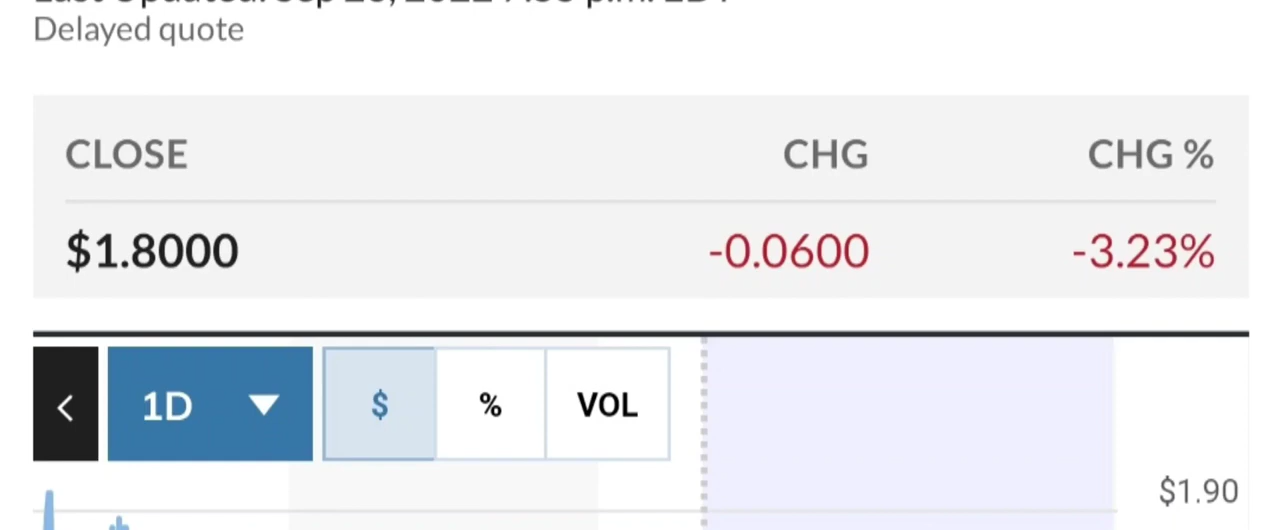 Delayed quote
CLOSE CHG CHG %
$1.8000 -0.0600 -3.23%
1D $ % VOL
$1.90